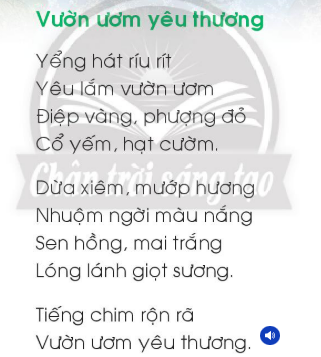 Vườn ươm yêu thương
Yểng hát ríu rít
Yêu lắm vườn ươm
Điệp vàng, phượng đỏ
Cổ yếm, hạt cườm.
Chân trời sáng tạo
Dừa xiêm, mướp hương
Nhuộm ngời màu nắng
Sen hồng, mai trắng
Lóng lánh giọt sương.
Tiếng chim rộn rã
Vườn ươm yêu thương.